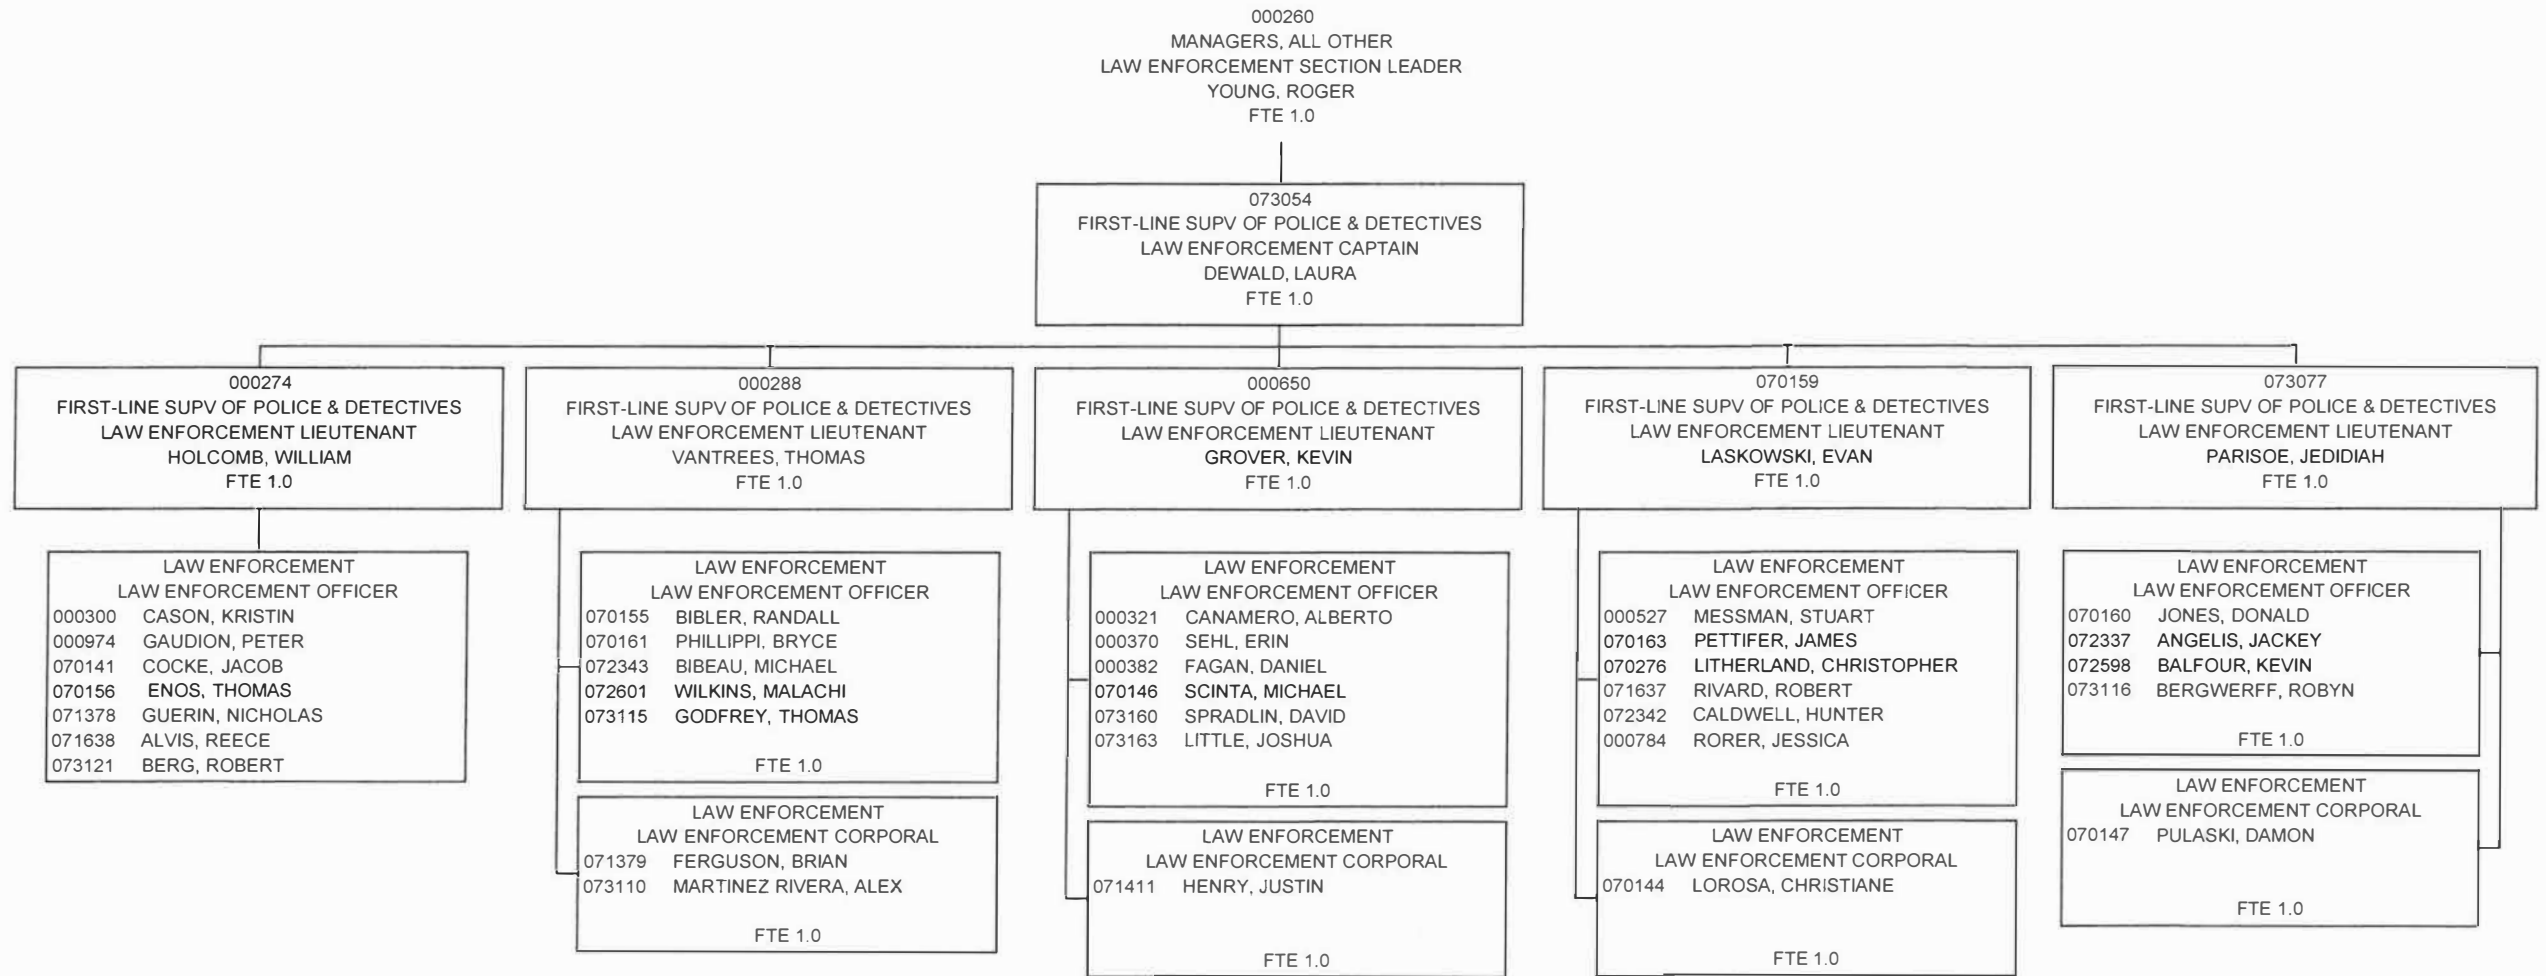 000260
MANAGERS, ALL OTHER
LAW ENFORCEMENT SECTION LEADER
YOUNG, ROGER
FTE 1.0
073054
FIRST-LINE SUPV OF POLICE & DETECTIVES
LAW ENFORCEMENT CAPTAIN
DEWALD, LAURA
FTE 1.0
000274
FIRST-LINE SUPV OF POLICE & DETECTIVES
LAW ENFORCEMENT LIEUTENANT
HOLCOMB, WILLIAM
FTE 1.0
000288
FIRST-LINE SUPV OF POLICE & DETECTIVES
LAW ENFORCEMENT LIEUTENANT
VANTREES, THOMAS
FTE 1.0
000650
FIRST-LINE SUPV OF POLICE & DETECTIVES
LAW ENFORCEMENT LIEUTENANT
GROVER, KEVIN
FTE 1.0
070159
FIRST-LINE SUPV OF POLICE & DETECTIVES
LAW ENFORCEMENT LIEUTENANT
LASKOWSKI, EVAN
FTE 1.0
073077
FIRST-LINE SUPV OF POLICE & DETECTIVES
LAW ENFORCEMENT LIEUTENANT
PARISOE, JEDIDIAH
FTE 1.0
LAW ENFORCEMENT
LAW ENFORCEMENT OFFICER
000300 CASON, KRISTIN
000974 GAUDION, PETER
070141 COCKE, JACOB
070156 ENOS, THOMAS
071378 GUERIN, NICHOLAS
071638 ALVIS, REECE
073121 BERG, ROBERT
LAW ENFORCEMENT
LAW ENFORCEMENT OFFICER
070155 BIBLER, RANDALL
070161 PHILLIPPI, BRYCE
072343 BIBEAU, MICHAEL
072601 WILKINS, MALACHI
073115 GODFREY, THOMAS
FTE 1.0
LAW ENFORCEMENT
LAW ENFORCEMENT CORPORAL
071379 FERGUSON, BRIAN
073110 MARTINEZ RIVERA, ALEX
FTE 1.0
LAW ENFORCEMENT
LAW ENFORCEMENT OFFICER
000321 CANAMERO, ALBERTO
000370 SEHL, ERIN
000382 FAGAN, DANIEL
070146 SCINTA, MICHAEL
073160 SPRADLIN, DAVID
073163 LITTLE, JOSHUA
FTE 1.0
LAW ENFORCEMENT
LAW ENFORCEMENT CORPORAL
071411 HENRY, JUSTIN
FTE 1.0
LAW ENFORCEMENT
LAW ENFORCEMENT OFFICER
000527 MESSMAN, STUART
070163 PETTIFER, JAMES
070276 LITHERLAND, CHRISTOPHER
071637 RIVARD, ROBERT
072342 CALDWELL, HUNTER
000784 RORER, JESSICA
FTE 1.0
LAW ENFORCEMENT
LAW ENFORCEMENT CORPORAL
070144 LOROSA, CHRISTIANE
FTE 1.0
LAW ENFORCEMENT
LAW ENFORCEMENT OFFICER
070160 JONES, DONALD
072337 ANGELIS, JACKEY
072598 BALFOUR, KEVIN
073116 BERGWERFF, ROBYN
FTE 1.0
LAW ENFORCEMENT
LAW ENFORCEMENT CORPORAL
070147 PULASKI, DAMON
FTE 1.0